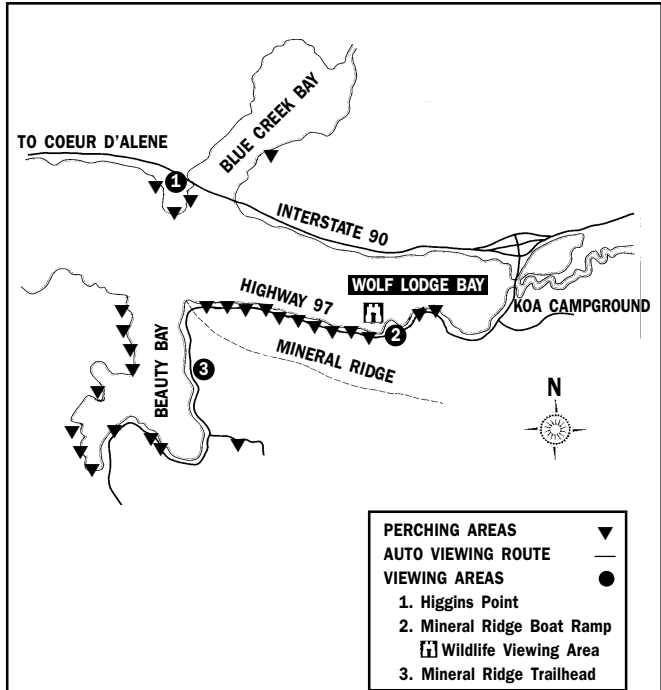 BLUE CREEK BAY
TO COEUR D'ALENE
1
INTERSTATE 90
HIGHWAY 97
WOLF LODGE BAY
KOA CAMPGROUND
2
MINERAL RIDGE
BEAUTY BAY
3
N
PERCHING AREAS
AUTO VIEWING ROUTE
VIEWING AREAS
1. Higgins Point
2. Mineral Ridge Boat Ramp
Wildlife Viewing Area
3. Mineral Ridge Trailhead